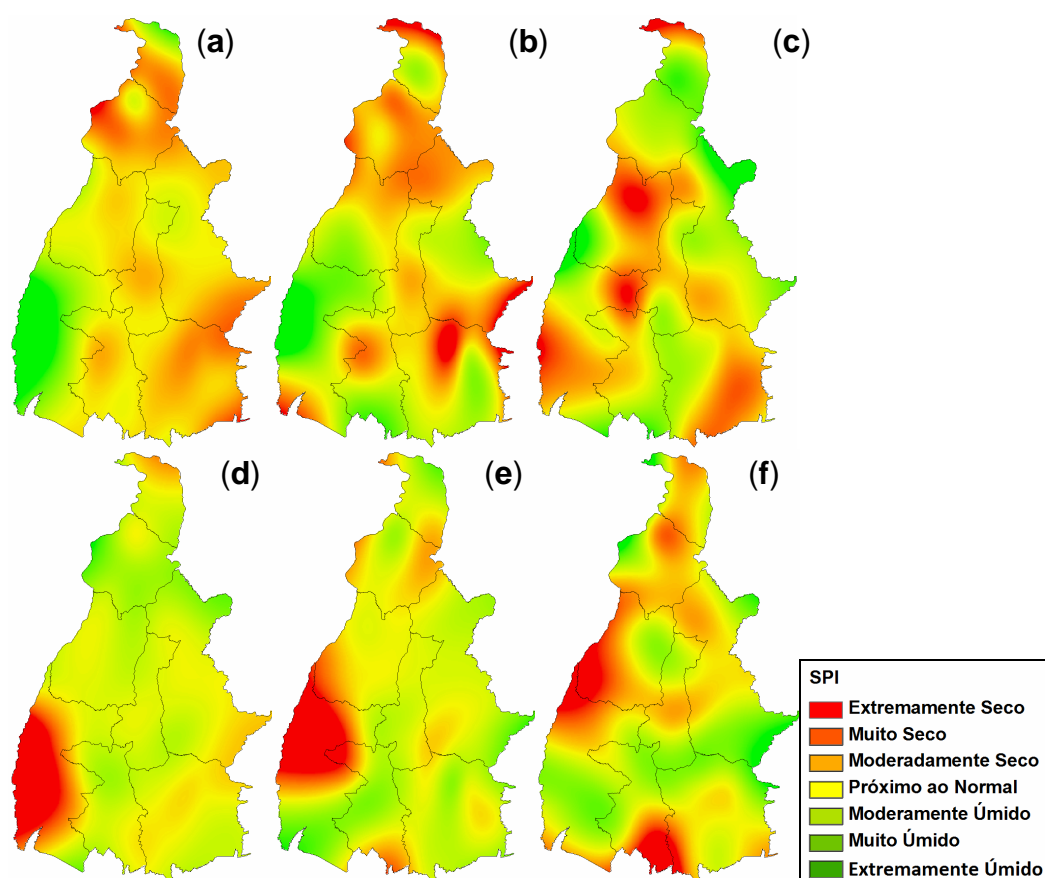 (a)
(b)
(c)
(d)
(e)
(f)
SPI
Extremamente Seco
Muito Seco
Moderadamente Seco
Próximo ao Normal
Moderamente Úmido
Muito Úmido
Extremamente Úmido